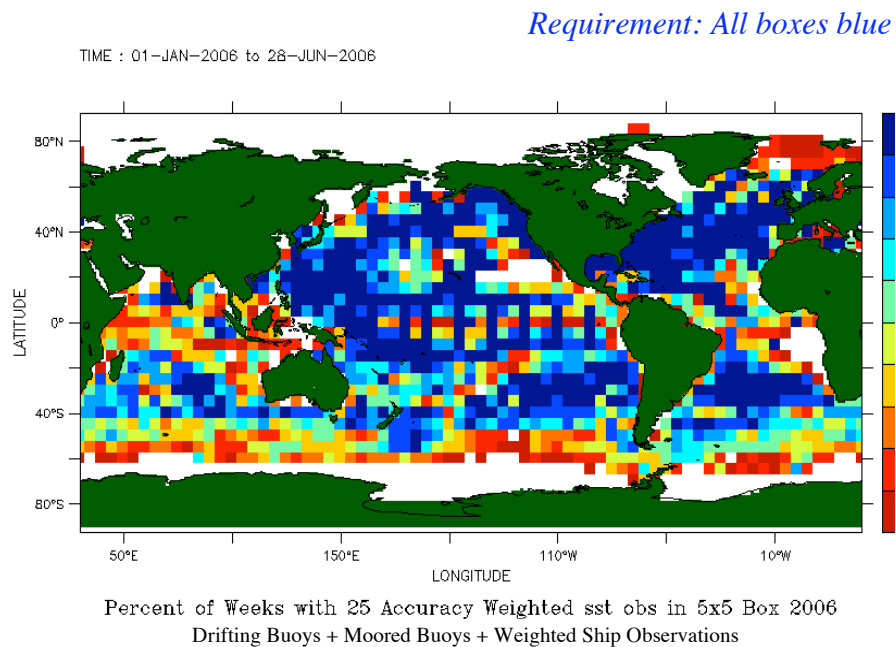 Requirement: All boxes blue
TIME : 01-JAN-2006 to 28-JUN-2006
80°N
40°N
0°
40°S
80°S
LATITUDE
50°E 150°E 110°W 10°W
LONGITUDE
Percent of Weeks with 25 Accuracy Weighted sst obs in 5x5 Box 2006
Drifting Buoys + Moored Buoys + Weighted Ship Observations